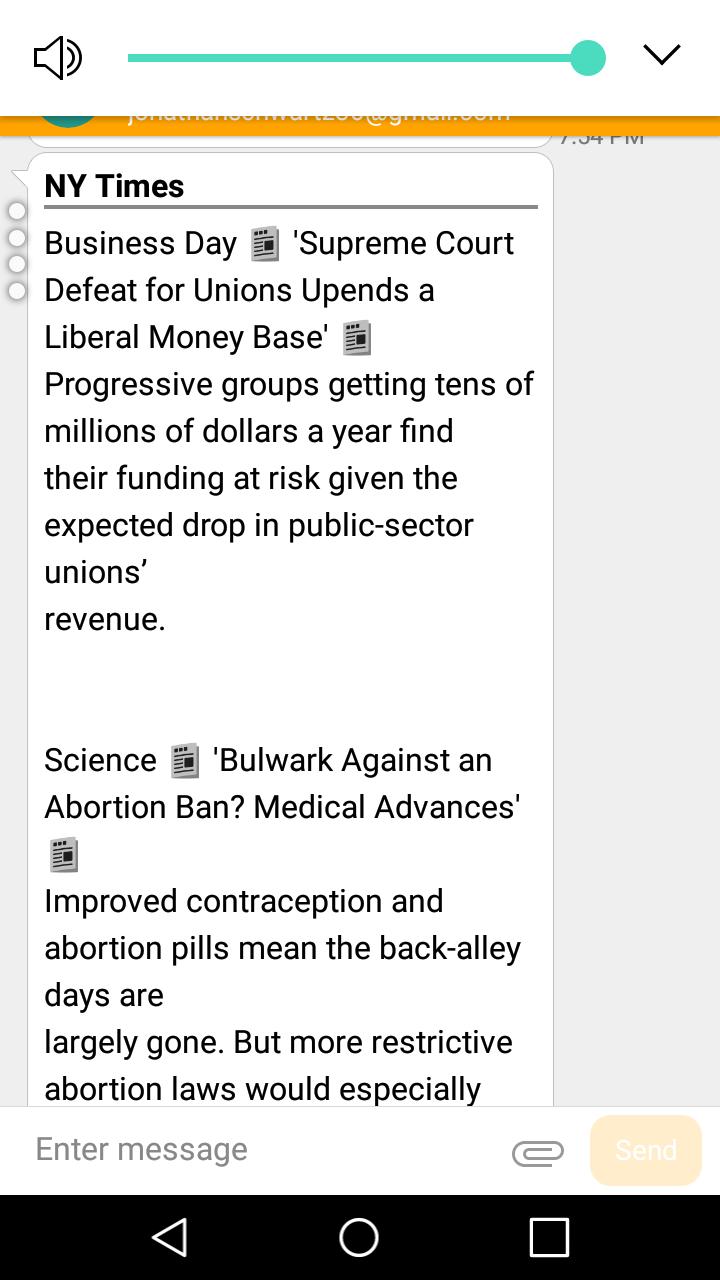 7:54 PM
NY Times
Business Day 'Supreme Court
Defeat for Unions Upends a
Liberal Money Base'
Progressive groups getting tens of
millions of dollars a year find
their funding at risk given the
expected drop in public-sector
unions’
revenue.
Science 'Bulwark Against an
Abortion Ban? Medical Advances'
Improved contraception and
abortion pills mean the back-alley
days are
largely gone. But more restrictive
abortion laws would especially
Enter message
Send